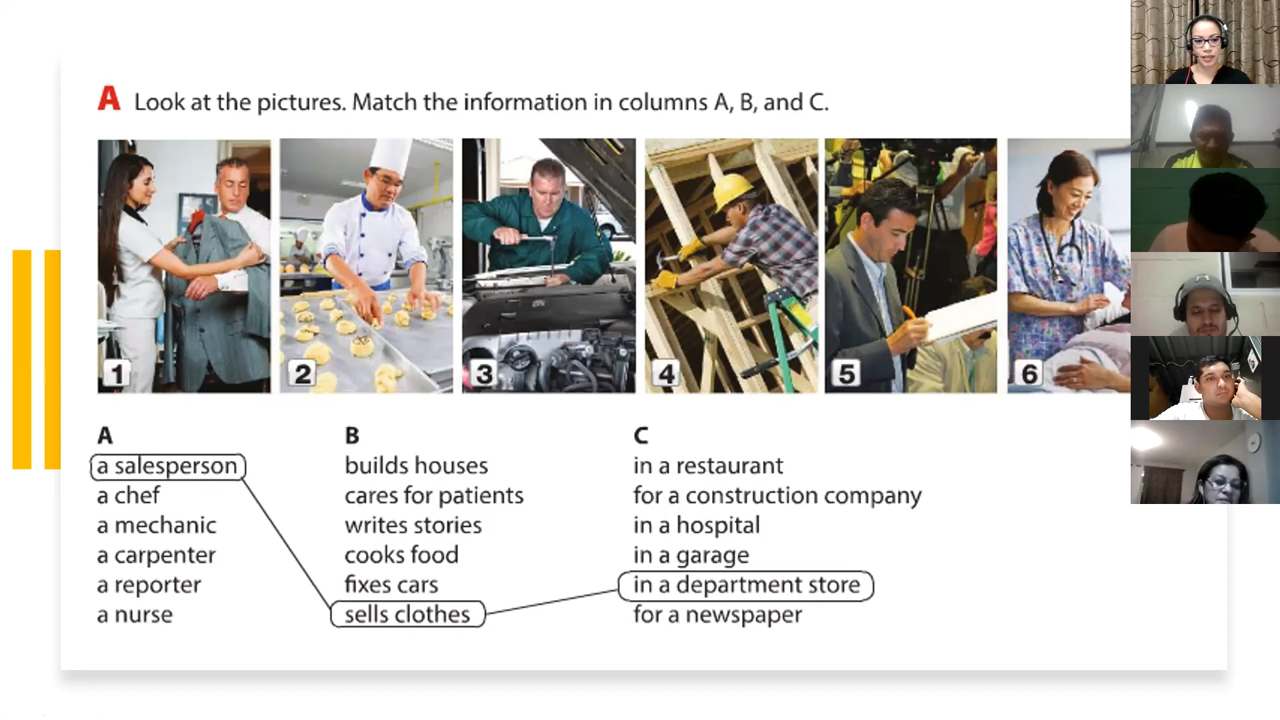 A Look at the pictures. Match the information in columns A, B, and C.
1 2 3 4 5 6
A B C
a salesperson builds houses in a restaurant
a chef cares for patients for a construction company
a mechanic writes stories in a hospital
a carpenter cooks food in a garage
a reporter fixes cars in a department store
a nurse sells clothes for a newspaper